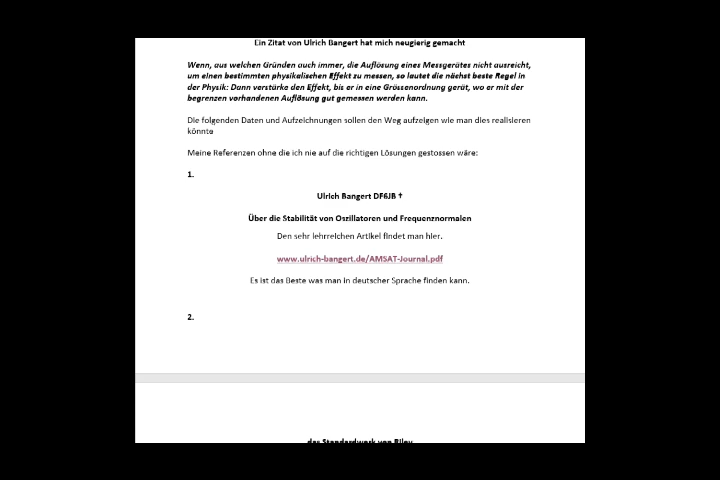 Ein Zitat von Ulrich Bangert hat mich neugierig gemacht
Wenn, aus welchen Gründen auch immer, die Auflösung eines Messgerätes nicht ausreicht,
um einen bestimmten physikalischen Effekt zu messen, so lautet die nächst beste Regel in
der Physik: Dann verstärke den Effekt, bis er in eine Grössenordnung gerät, wo er mit der
begrenzen vorhandenen Auflösung gut gemessen werden kann.
Die folgenden Daten und Aufzeichnungen sollen den Weg aufzeigen wie man dies realisieren
könnte
Meine Referenzen ohne die ich nie auf die richtigen Lösungen gestossen wäre:
1.
Ulrich Bangert DF6JB †
Über die Stabilität von Oszillatoren und Frequenznormalen
Den sehr lehrreichen Artikel findet man hier.
www.ulrich-bangert.de/AMSAT-Journal.pdf
Es ist das Beste was man in deutscher Sprache finden kann.
2.
das Standardwerk von Riley